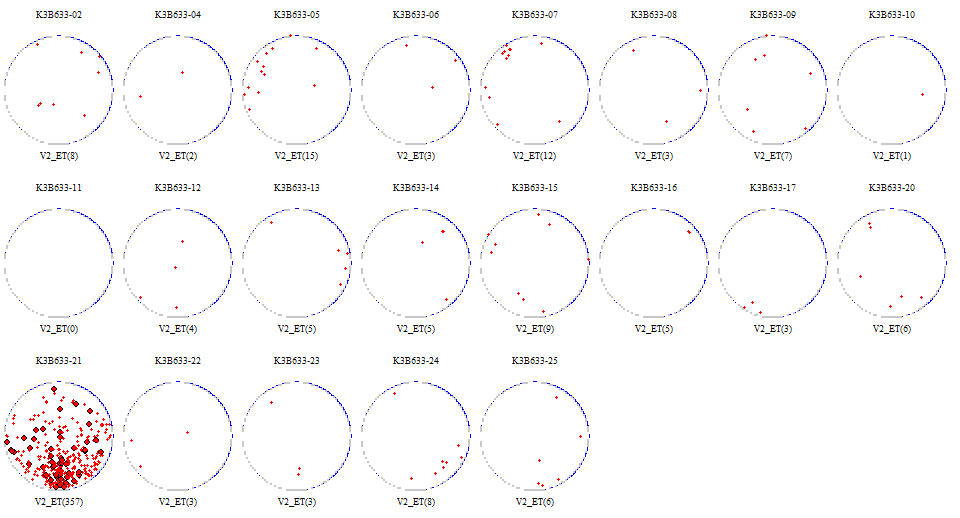 K3B633-02 K3B633-04 K3B633-05 K3B633-06 K3B633-07 K3B633-08 K3B633-09 K3B633-10
V2_ET(8) V2_ET(2) V2_ET(15) V2_ET(3) V2_ET(12) V2_ET(3) V2_ET(7) V2_ET(1)
K3B633-11 K3B633-12 K3B633-13 K3B633-14 K3B633-15 K3B633-16 K3B633-17 K3B633-20
V2_ET(0) V2_ET(4) V2_ET(5) V2_ET(5) V2_ET(9) V2_ET(5) V2_ET(3) V2_ET(6)
K3B633-21 K3B633-22 K3B633-23 K3B633-24 K3B633-25
V2_ET(357) V2_ET(3) V2_ET(3) V2_ET(8) V2_ET(6)